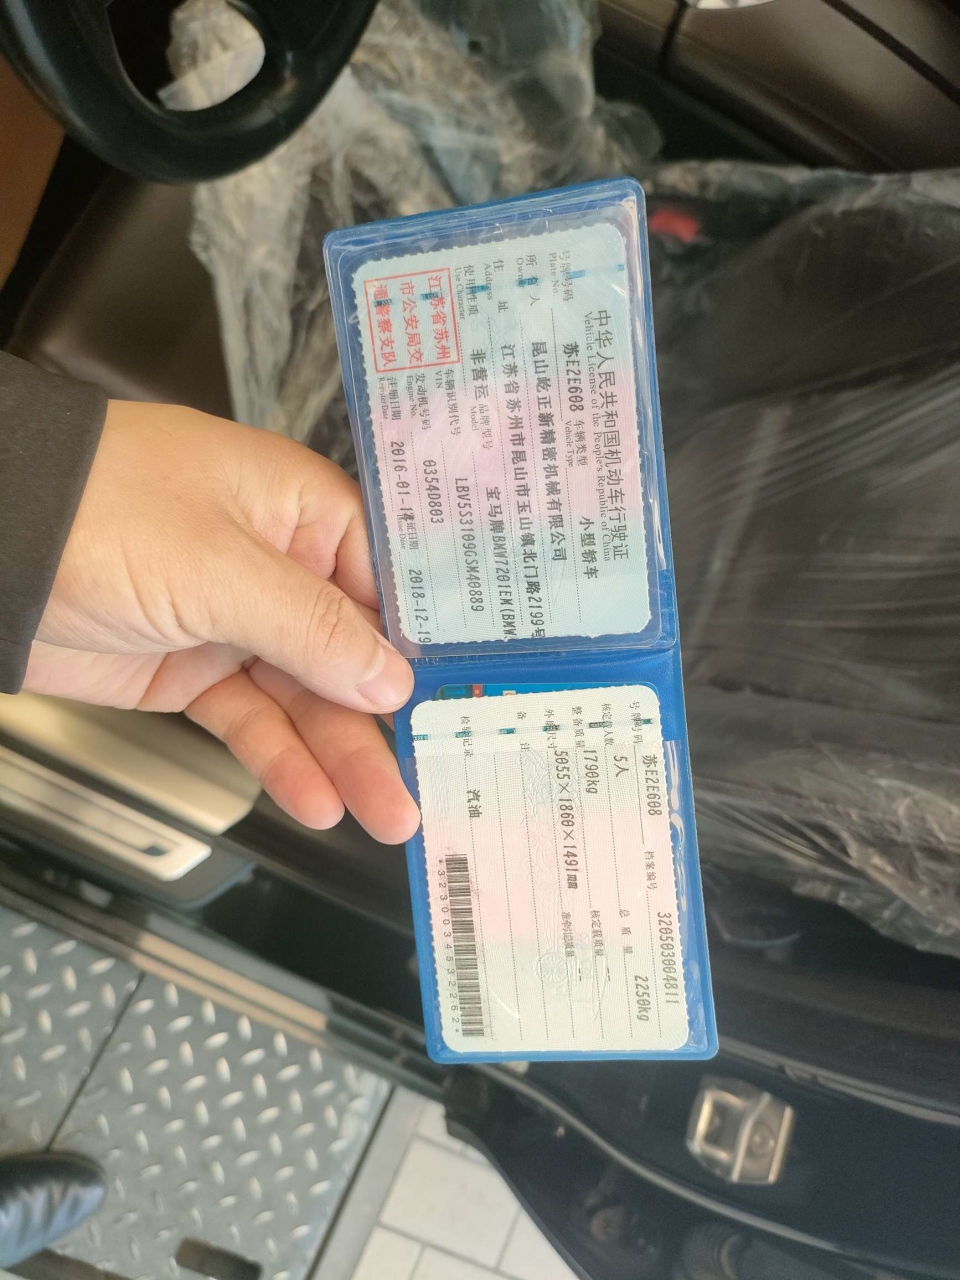 中华人民共和国机动车行驶证
Vehicle License of the People's Republic of China
号牌号码
Plate No.
苏E2E608
车辆类型
Vehicle Type
小型轿车
所有人
Owner
昆山乾正新精密机械有限公司
住址
Address
江苏省苏州市昆山市玉山镇北门路2199号
使用性质
Use Character
非营运
品牌型号
Model
宝马牌BMW7201EM(BMW
江苏省苏州
市公安局交
通警察支队
车辆识别代号
VIN
LBV5S3109GSM40889
发动机号码
Engine No.
0354D803
注册日期
Register Date
2016-01-14
发证日期
Issue Date
2018-12-19
号牌号码
苏E2E608
档案编号
320503004811
核定载人数
5人
总质量
2250kg
整备质量
1790kg
核定载质量
--
外廓尺寸
5055×1860×1491mm
准牵引总质量
--
备注
检验记录
汽油